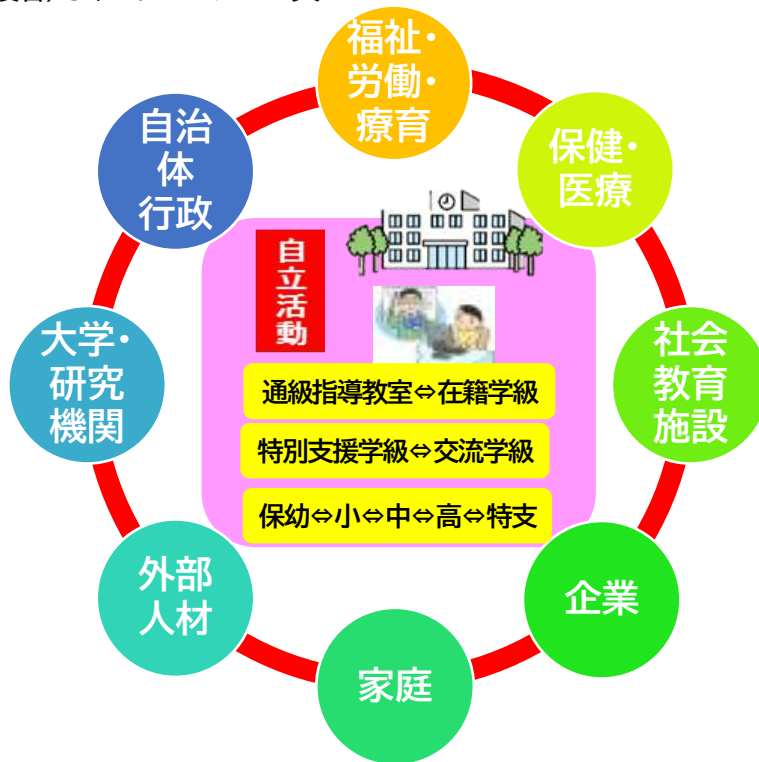 福祉・
労働・
療育
保健・
医療
社会
教育
施設
企業
家庭
外部
人材
大学・
研究
機関
自治
体
行政
自立活動
通級指導教室⇔在籍学級
特別支援学級⇔交流学級
保幼⇔小⇔中⇔高⇔特支